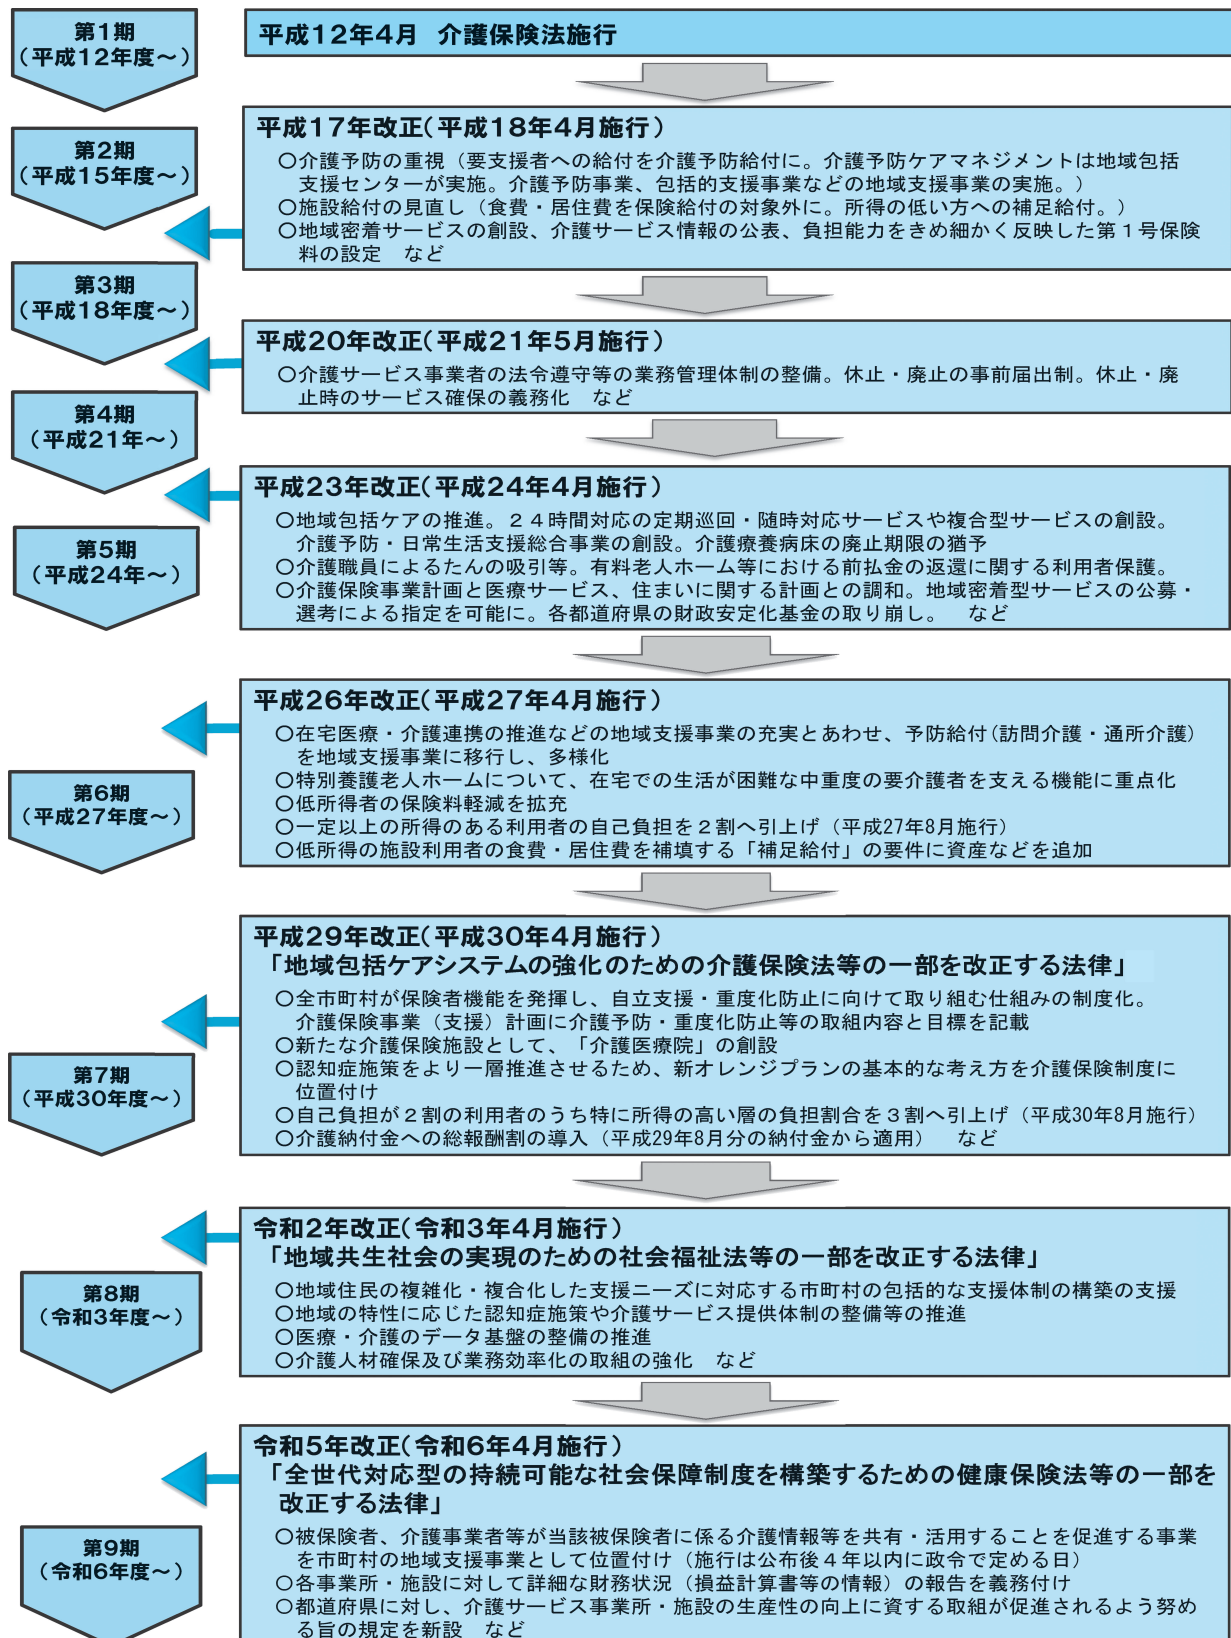 第1期
（平成12年度～）
平成12年4月　介護保険法施行
第2期
（平成15年度～）
平成17年改正（平成18年4月施行）
○介護予防の重視（要支援者への給付を介護予防給付に。介護予防ケアマネジメントは地域包括
支援センターが実施。介護予防事業、包括的支援事業などの地域支援事業の実施。）
○施設給付の見直し（食費・居住費を保険給付の対象外に。所得の低い方への補足給付。）
○地域密着サービスの創設、介護サービス情報の公表、負担能力をきめ細かく反映した第１号保険
料の設定　など
第3期
（平成18年度～）
平成20年改正（平成21年5月施行）
○介護サービス事業者の法令遵守等の業務管理体制の整備。休止・廃止の事前届出制。休止・廃
止時のサービス確保の義務化　など
第4期
（平成21年～）
平成23年改正（平成24年4月施行）
○地域包括ケアの推進。２４時間対応の定期巡回・随時対応サービスや複合型サービスの創設。
介護予防・日常生活支援総合事業の創設。介護療養病床の廃止期限の猶予
○介護職員によるたんの吸引等。有料老人ホーム等における前払金の返還に関する利用者保護。
○介護保険事業計画と医療サービス、住まいに関する計画との調和。地域密着型サービスの公募・
選考による指定を可能に。各都道府県の財政安定化基金の取り崩し。　など
第5期
（平成24年～）
平成26年改正（平成27年4月施行）
○在宅医療・介護連携の推進などの地域支援事業の充実とあわせ、予防給付（訪問介護・通所介護）
を地域支援事業に移行し、多様化
○特別養護老人ホームについて、在宅での生活が困難な中重度の要介護者を支える機能に重点化
○低所得者の保険料軽減を拡充
○一定以上の所得のある利用者の自己負担を２割へ引上げ（平成27年8月施行）
○低所得の施設利用者の食費・居住費を補填する「補足給付」の要件に資産などを追加
第6期
（平成27年度～）
平成29年改正（平成30年4月施行）
「地域包括ケアシステムの強化のための介護保険法等の一部を改正する法律」
○全市町村が保険者機能を発揮し、自立支援・重度化防止に向けて取り組む仕組みの制度化。
介護保険事業（支援）計画に介護予防・重度化防止等の取組内容と目標を記載
○新たな介護保険施設として、「介護医療院」の創設
○認知症施策をより一層推進させるため、新オレンジプランの基本的な考え方を介護保険制度に
位置付け
○自己負担が２割の利用者のうち特に所得の高い層の負担割合を３割へ引上げ（平成30年8月施行）
○介護納付金への総報酬割の導入（平成29年8月分の納付金から適用）　など
第7期
（平成30年度～）
令和2年改正（令和3年4月施行）
「地域共生社会の実現のための社会福祉法等の一部を改正する法律」
○地域住民の複雑化・複合化した支援ニーズに対応する市町村の包括的な支援体制の構築の支援
○地域の特性に応じた認知症施策や介護サービス提供体制の整備等の推進
○医療・介護のデータ基盤の整備の推進
○介護人材確保及び業務効率化の取組の強化　など
第8期
（令和3年度～）
令和5年改正（令和6年4月施行）
「全世代対応型の持続可能な社会保障制度を構築するための健康保険法等の一部を
改正する法律」
○被保険者、介護事業者等が当該被保険者に係る介護情報等を共有・活用することを促進する事業
を市町村の地域支援事業として位置付け（施行は公布後４年以内に政令で定める日）
○各事業所・施設に対して詳細な財務状況（損益計算書等の情報）の報告を義務付け
○都道府県に対し、介護サービス事業所・施設の生産性の向上に資する取組が促進されるよう努め
る旨の規定を新設　など
第9期
（令和6年度～）